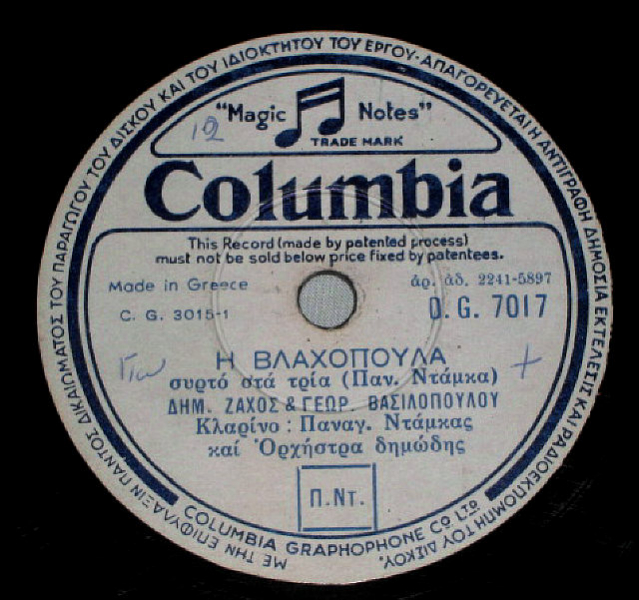 ΜΕ ΤΗΝ ΕΠΙΦΥΛΑΞΙΝ ΠΑΝΤΟΣ ΔΙΚΑΙΩΜΑΤΟΣ ΤΟΥ ΠΑΡΑΓΩΓΟΥ ΤΟΥ ΔΙΣΚΟΥ ΚΑΙ ΤΟΥ ΙΔΙΟΚΤΗΤΟΥ ΤΟΥ ΕΡΓΟΥ·ΑΠΑΓΟΡΕΥΕΤΑΙ Η ΑΝΤΙΓΡΑΦΗ ΔΗΜΟΣΙΑ ΕΚΤΕΛΕΣΙΣ ΚΑΙ ΡΑΔΙΟΕΚΠΟΜΠΗ ΤΟΥ ΔΙΣΚΟΥ.
"Magic Notes"
12
TRADE MARK
Columbia
This Record (made by patented process)
must not be sold below price fixed by patentees.
Made in Greece
ἀρ. ἀδ. 2241-5897
C. G. 3015-1
D. G. 7017
Η ΒΛΑΧΟΠΟΥΛΑ
+
συρτό στά τρία (Παν. Ντάμκα)
ΔΗΜ. ΖΑΧΟΣ & ΓΕΩΡ. ΒΑΣΙΛΟΠΟΥΛΟΥ
Κλαρίνο : Παναγ. Ντάμκας
καί Ὀρχήστρα δημώδης
Π.ΝΤ.
COLUMBIA GRAPHOPHONE Cº LTD